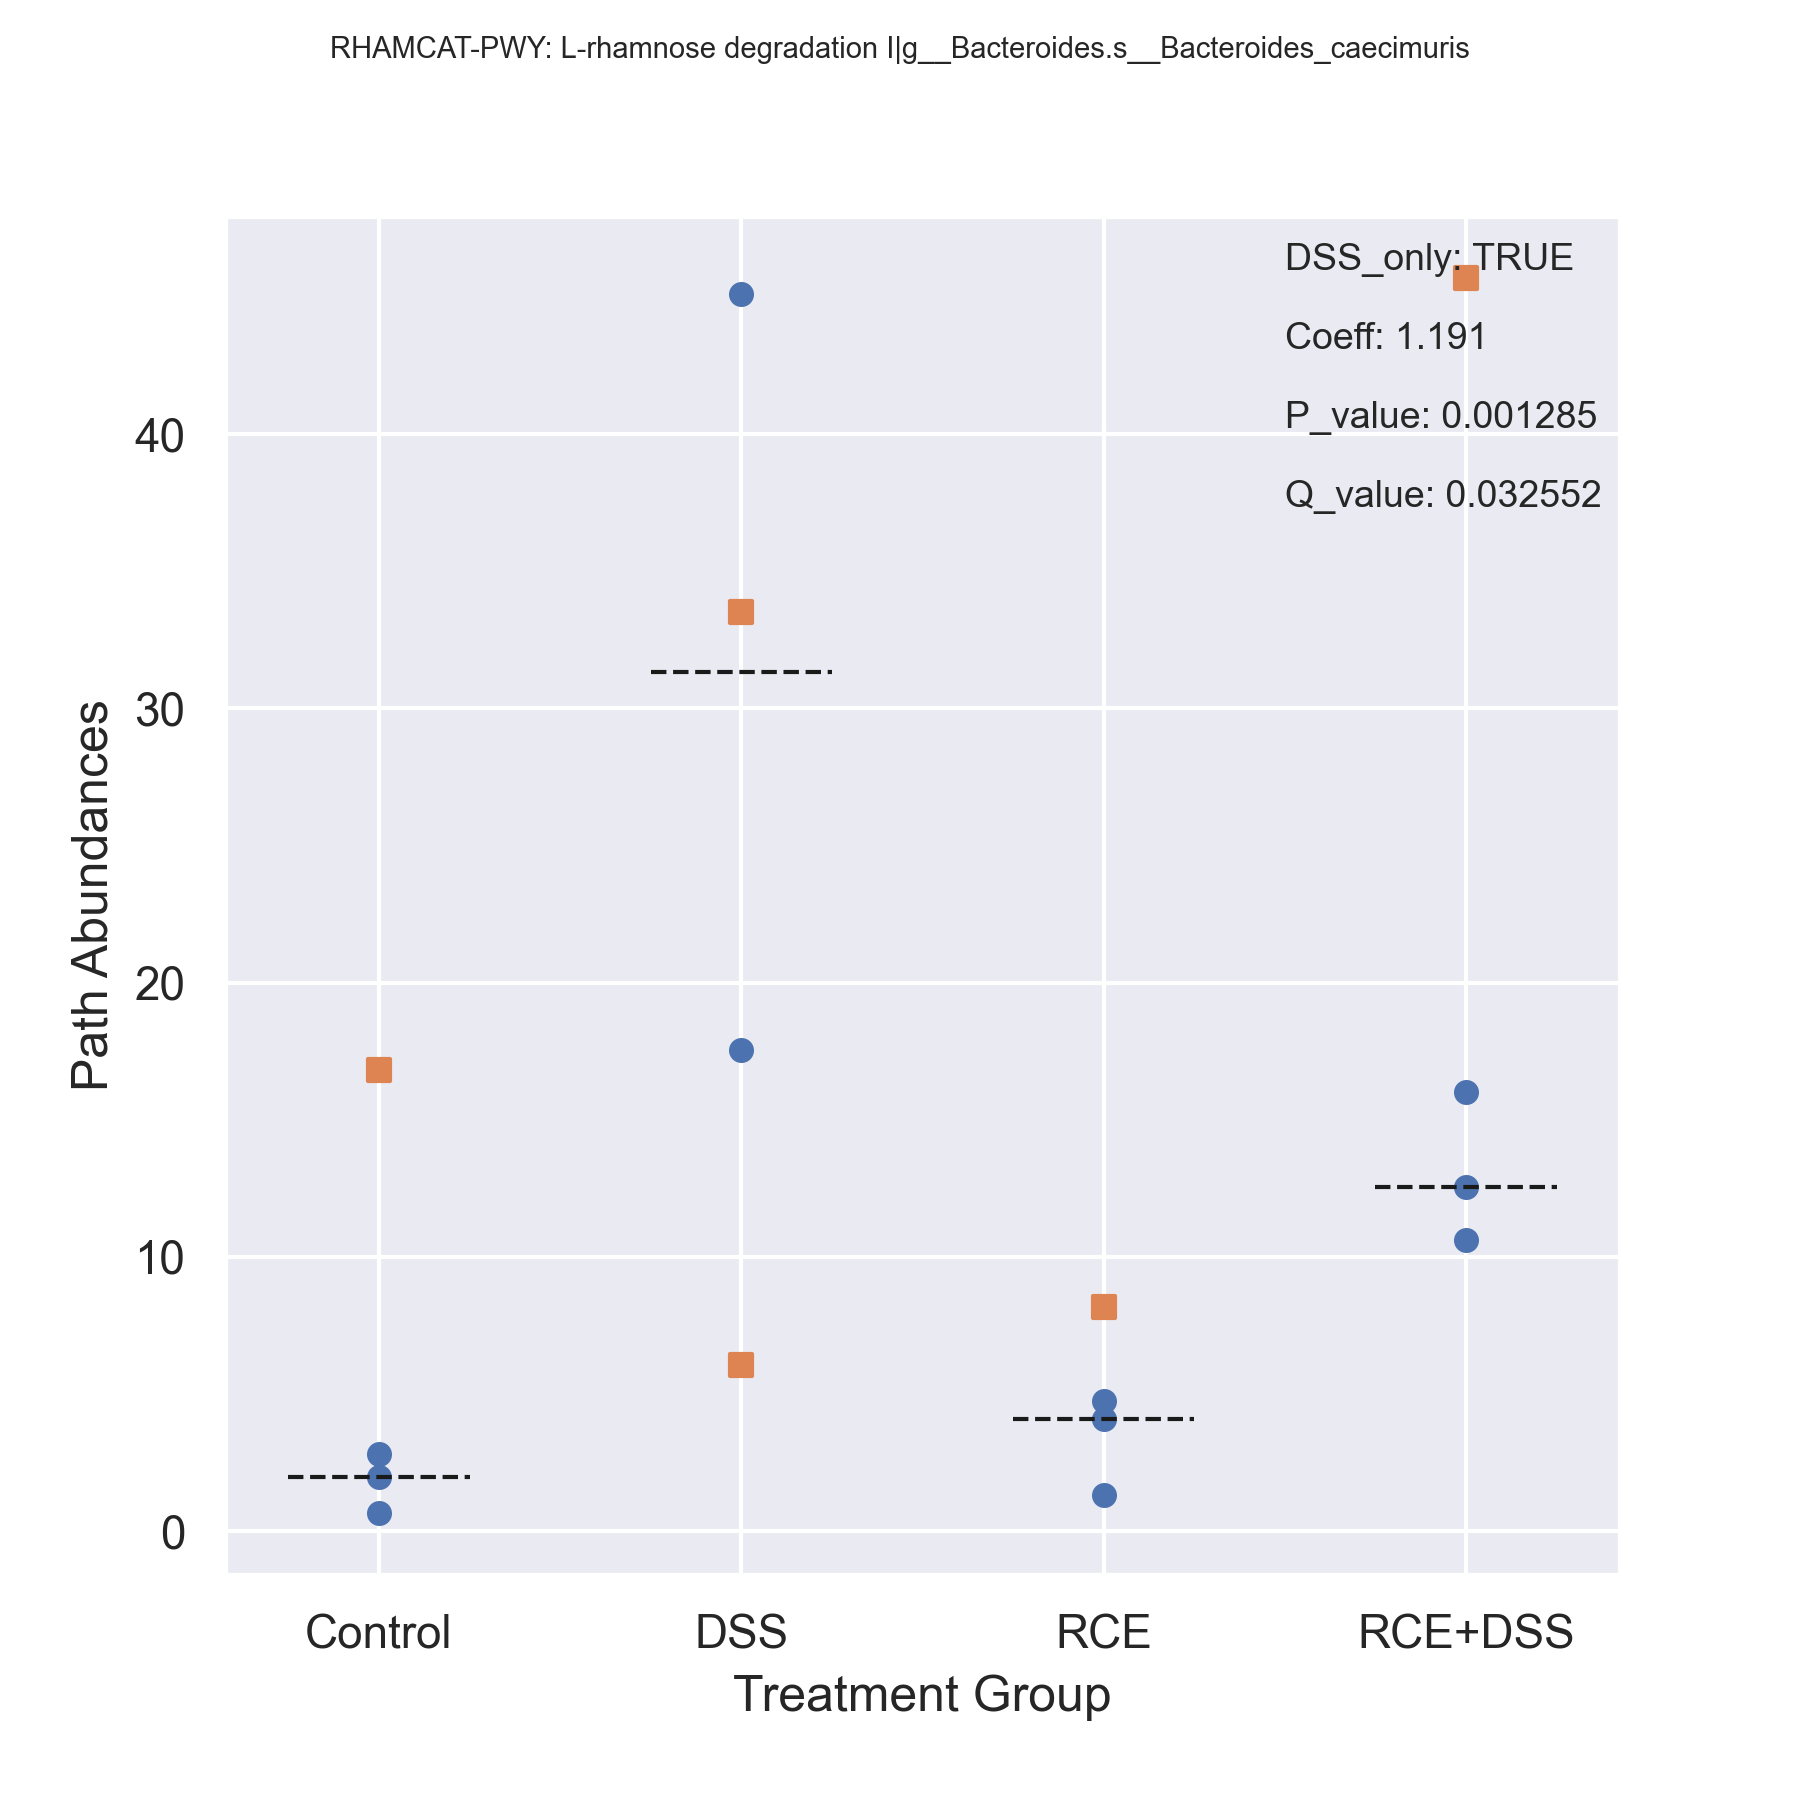 RHAMCAT-PWY: L-rhamnose degradation I|g__Bacteroides.s__Bacteroides_caecimuris
DSS_only: TRUE
Coeff: 1.191
P_value: 0.001285
Q_value: 0.032552
40
30
20
10
0
Path Abundances
Control DSS RCE RCE+DSS
Treatment Group